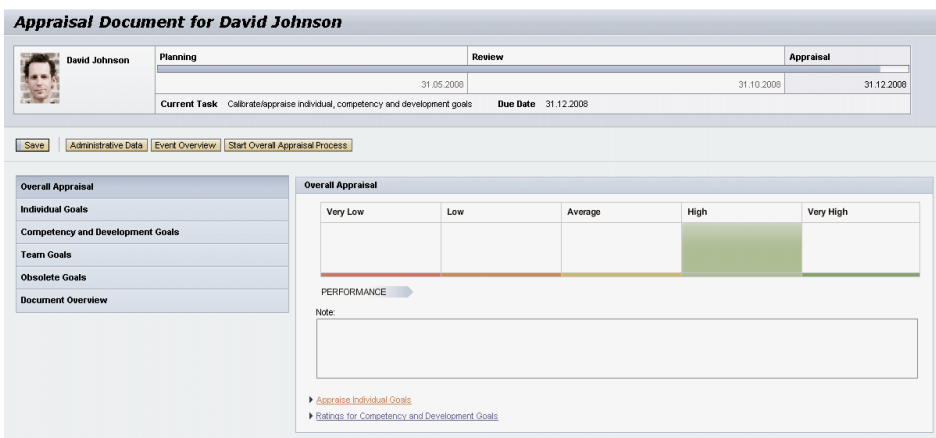 Appraisal Document for David Johnson
David Johnson
Planning Review Appraisal
31.05.2008 31.10.2008 31.12.2008
Current Task Calibrate/appraise individual, competency and development goals Due Date 31.12.2008
Save Administrative Data Event Overview Start Overall Appraisal Process
Overall Appraisal
Individual Goals
Competency and Development Goals
Team Goals
Obsolete Goals
Document Overview
Overall Appraisal
Very Low Low Average High Very High
PERFORMANCE
Note:
Appraise Individual Goals
Ratings for Competency and Development Goals